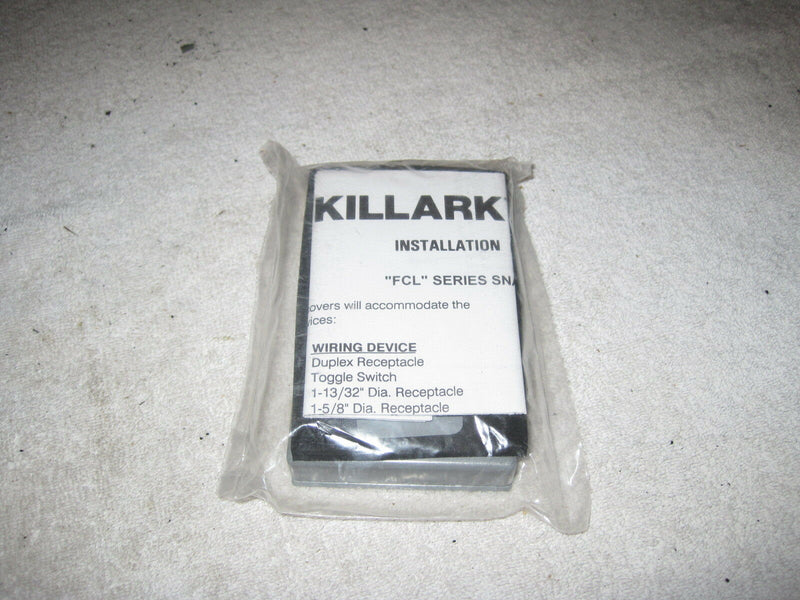 KILLARK
INSTALLATION
"FCL" SERIES SNA
overs will accommodate the
ices:
WIRING DEVICE
Duplex Receptacle
Toggle Switch
1-13/32" Dia. Receptacle
1-5/8" Dia. Receptacle